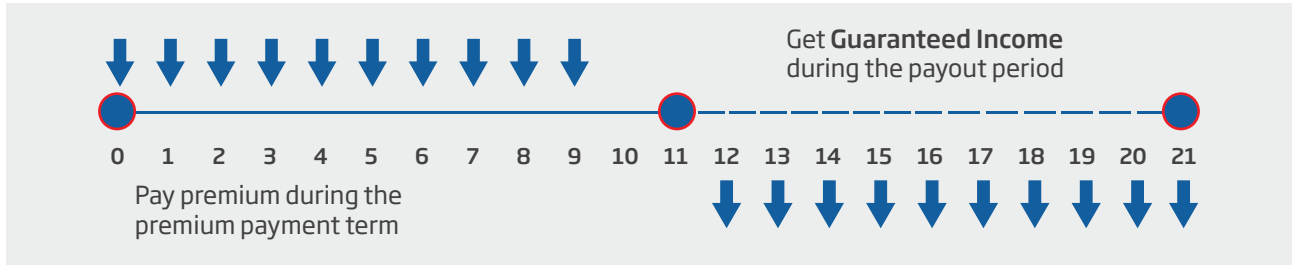 Get Guaranteed Income
during the payout period
0 1 2 3 4 5 6 7 8 9 10 11 12 13 14 15 16 17 18 19 20 21
Pay premium during the
premium payment term